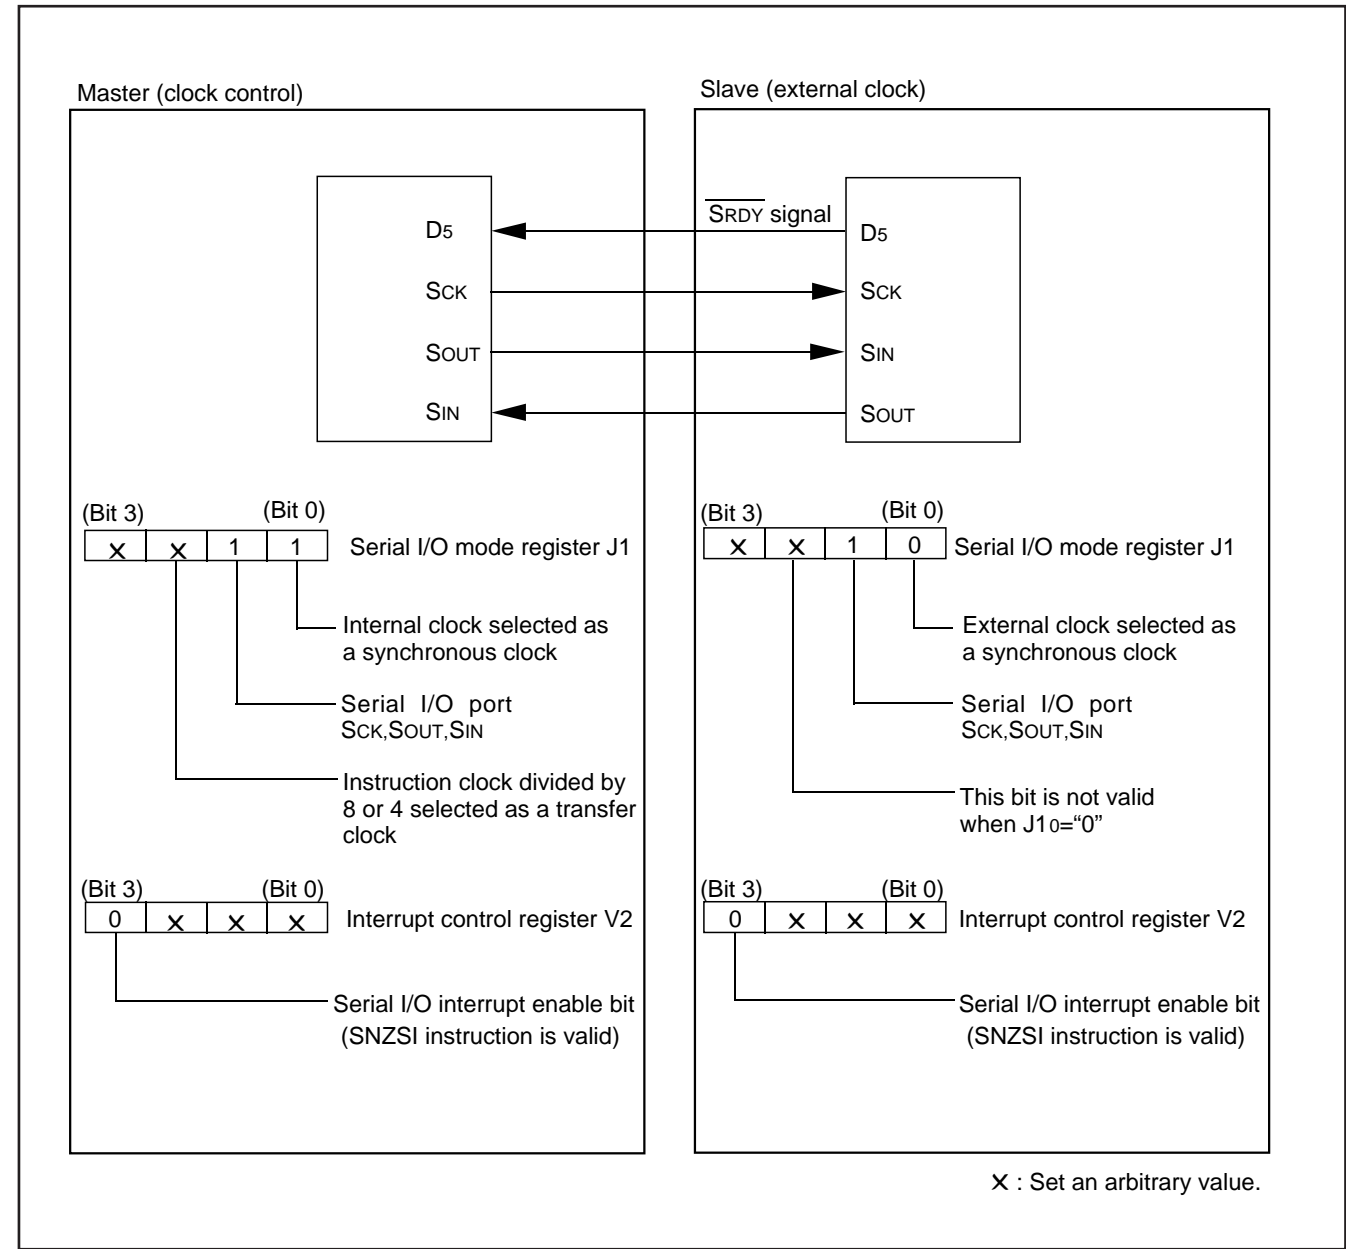 Master (clock control)
D5
SCK
SOUT
SIN
(Bit 3) (Bit 0)
× × 1 1 Serial I/O mode register J1
Internal clock selected as
a synchronous clock
Serial I/O port
SCK,SOUT,SIN
Instruction clock divided by
8 or 4 selected as a transfer
clock
(Bit 3) (Bit 0)
0 × × × Interrupt control register V2
Serial I/O interrupt enable bit
(SNZSI instruction is valid)
Slave (external clock)
SRDY signal
D5
SCK
SIN
SOUT
(Bit 3) (Bit 0)
× × 1 0 Serial I/O mode register J1
External clock selected as
a synchronous clock
Serial I/O port
SCK,SOUT,SIN
This bit is not valid
when J10=“0”
(Bit 3) (Bit 0)
0 × × × Interrupt control register V2
Serial I/O interrupt enable bit
(SNZSI instruction is valid)
× : Set an arbitrary value.